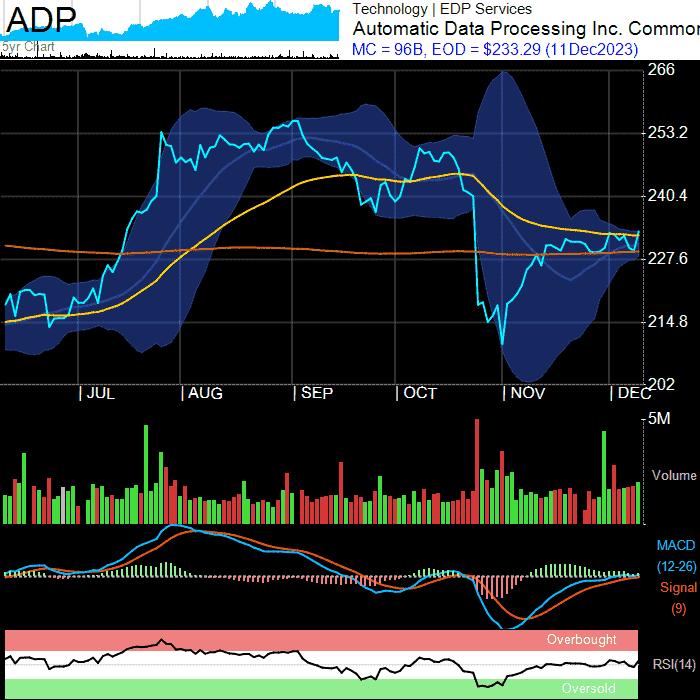 ADP
5yr Chart
Technology | EDP Services
Automatic Data Processing Inc. Common
MC = 96B, EOD = $233.29 (11Dec2023)
266
253.2
240.4
227.6
214.8
202
JUL AUG SEP OCT NOV DEC
5M
Volume
MACD
(12-26)
Signal
(9)
Overbought
RSI(14)
Oversold